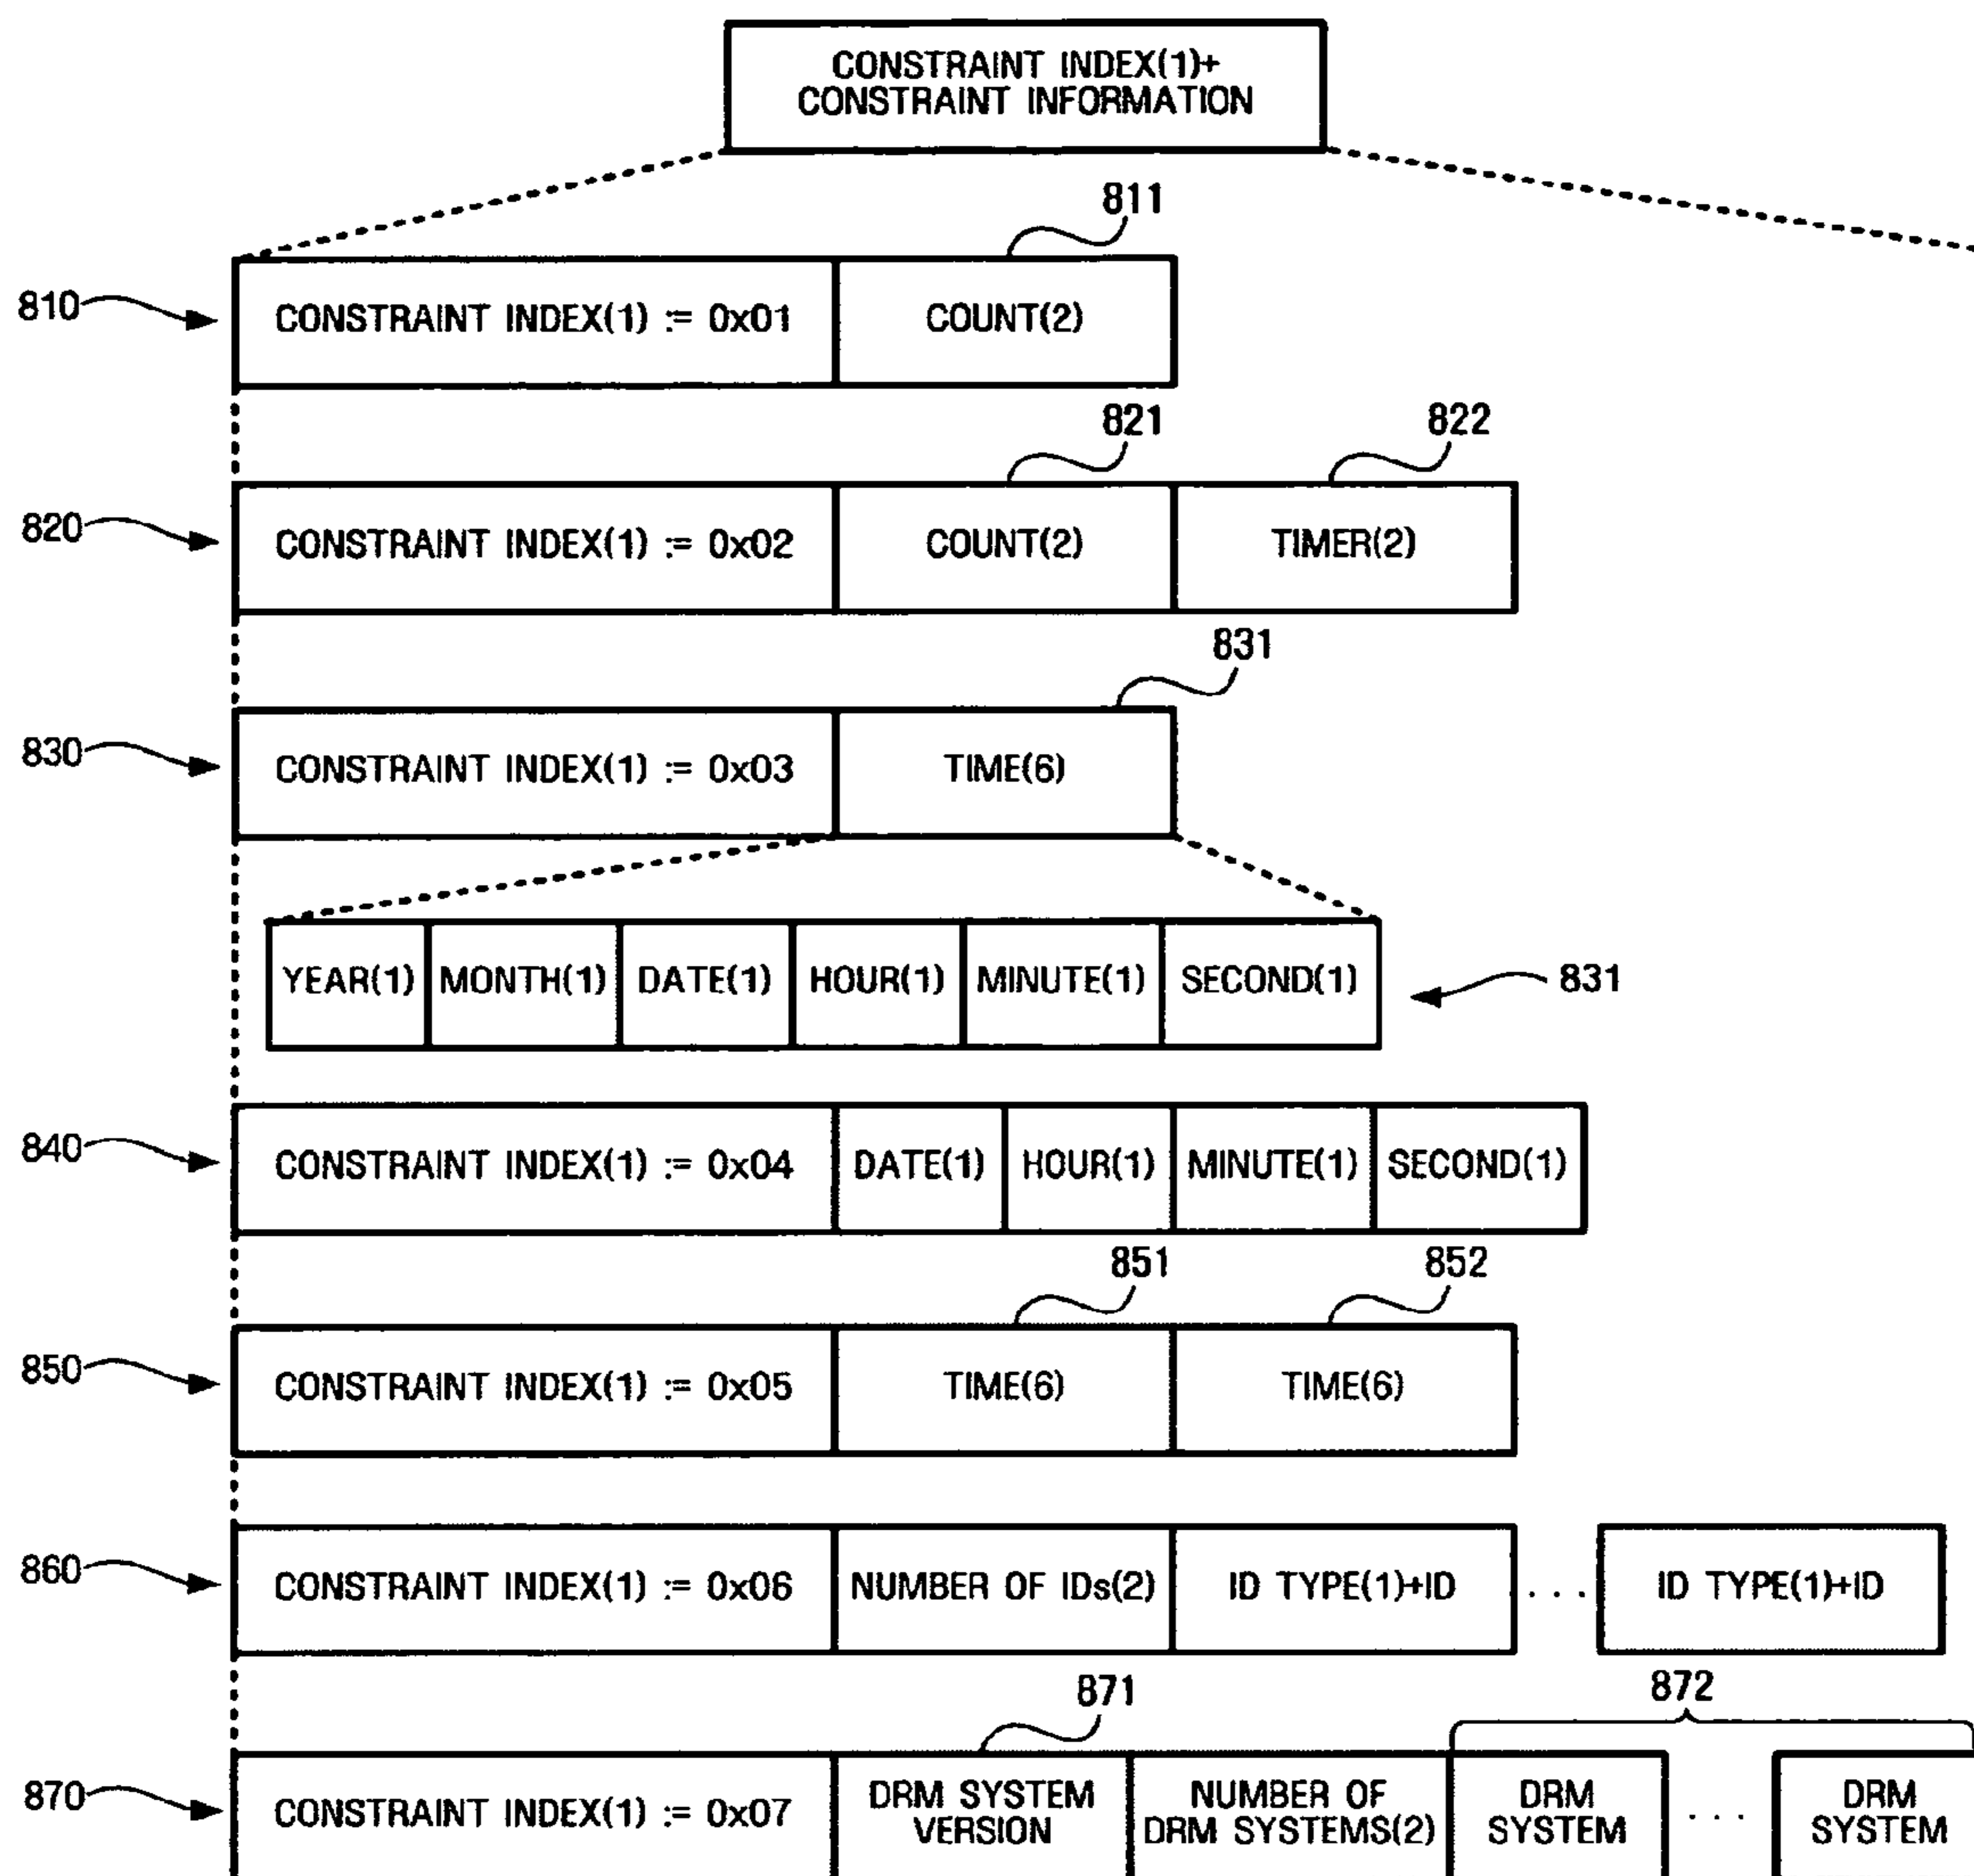 CONSTRAINT INDEX(1)+
CONSTRAINT INFORMATION
811
810
CONSTRAINT INDEX(1) := 0x01
COUNT(2)
821
822
820
CONSTRAINT INDEX(1) := 0x02
COUNT(2)
TIMER(2)
831
830
CONSTRAINT INDEX(1) := 0x03
TIME(6)
YEAR(1)
MONTH(1)
DATE(1)
HOUR(1)
MINUTE(1)
SECOND(1)
831
840
CONSTRAINT INDEX(1) := 0x04
DATE(1)
HOUR(1)
MINUTE(1)
SECOND(1)
851
852
850
CONSTRAINT INDEX(1) := 0x05
TIME(6)
TIME(6)
860
CONSTRAINT INDEX(1) := 0x06
NUMBER OF IDs(2)
ID TYPE(1)+ID
....
ID TYPE(1)+ID
871
872
870
CONSTRAINT INDEX(1) := 0x07
DRM SYSTEM
VERSION
NUMBER OF
DRM SYSTEMS(2)
DRM
SYSTEM
...
DRM
SYSTEM